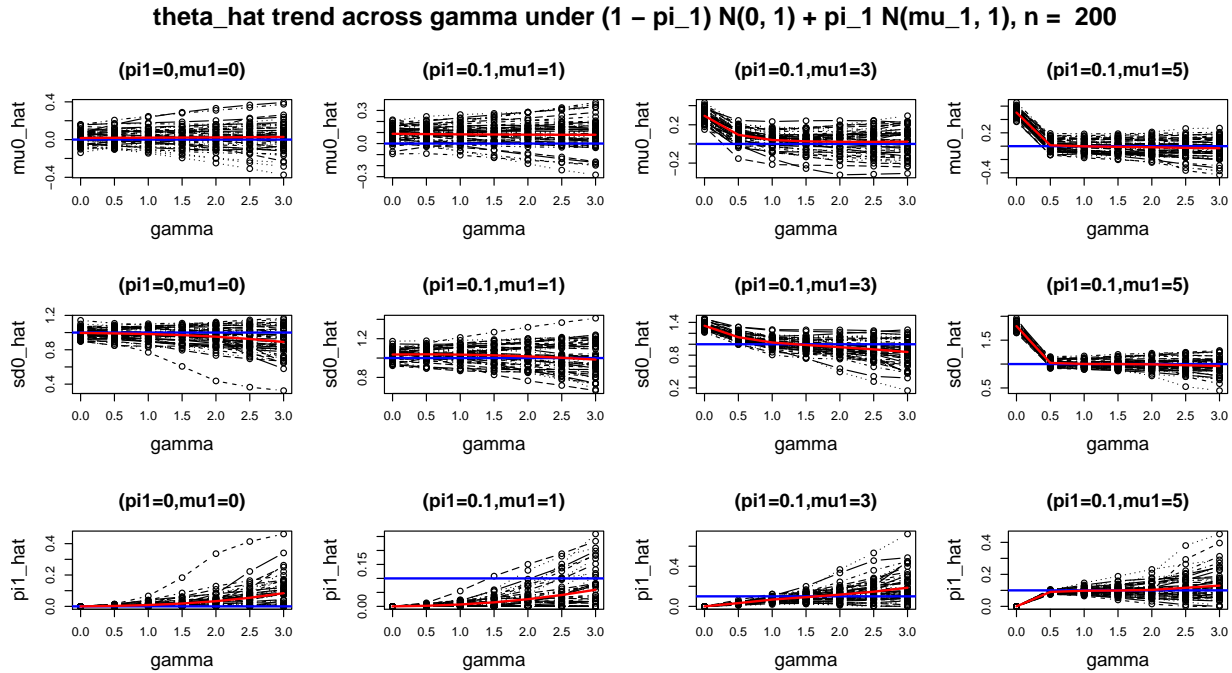 theta_hat trend across gamma under (1 − pi_1) N(0, 1) + pi_1 N(mu_1, 1), n =  200
(pi1=0,mu1=0)
(pi1=0.1,mu1=1)
(pi1=0.1,mu1=3)
(pi1=0.1,mu1=5)
mu0_hat
−0.4 0.0 0.4
mu0_hat
−0.3 0.0 0.3
mu0_hat
−0.2 0.2
mu0_hat
−0.4 0.2
0.0 0.5 1.0 1.5 2.0 2.5 3.0
0.0 0.5 1.0 1.5 2.0 2.5 3.0
0.0 0.5 1.0 1.5 2.0 2.5 3.0
0.0 0.5 1.0 1.5 2.0 2.5 3.0
gamma
gamma
gamma
gamma
(pi1=0,mu1=0)
(pi1=0.1,mu1=1)
(pi1=0.1,mu1=3)
(pi1=0.1,mu1=5)
sd0_hat
0.4 0.8 1.2
sd0_hat
0.8 1.2
sd0_hat
0.2 0.8 1.4
sd0_hat
0.5 1.5
0.0 0.5 1.0 1.5 2.0 2.5 3.0
0.0 0.5 1.0 1.5 2.0 2.5 3.0
0.0 0.5 1.0 1.5 2.0 2.5 3.0
0.0 0.5 1.0 1.5 2.0 2.5 3.0
gamma
gamma
gamma
gamma
(pi1=0,mu1=0)
(pi1=0.1,mu1=1)
(pi1=0.1,mu1=3)
(pi1=0.1,mu1=5)
pi1_hat
0.0 0.2 0.4
pi1_hat
0.00 0.15
pi1_hat
0.0 0.2 0.4
pi1_hat
0.0 0.2 0.4
0.0 0.5 1.0 1.5 2.0 2.5 3.0
0.0 0.5 1.0 1.5 2.0 2.5 3.0
0.0 0.5 1.0 1.5 2.0 2.5 3.0
0.0 0.5 1.0 1.5 2.0 2.5 3.0
gamma
gamma
gamma
gamma